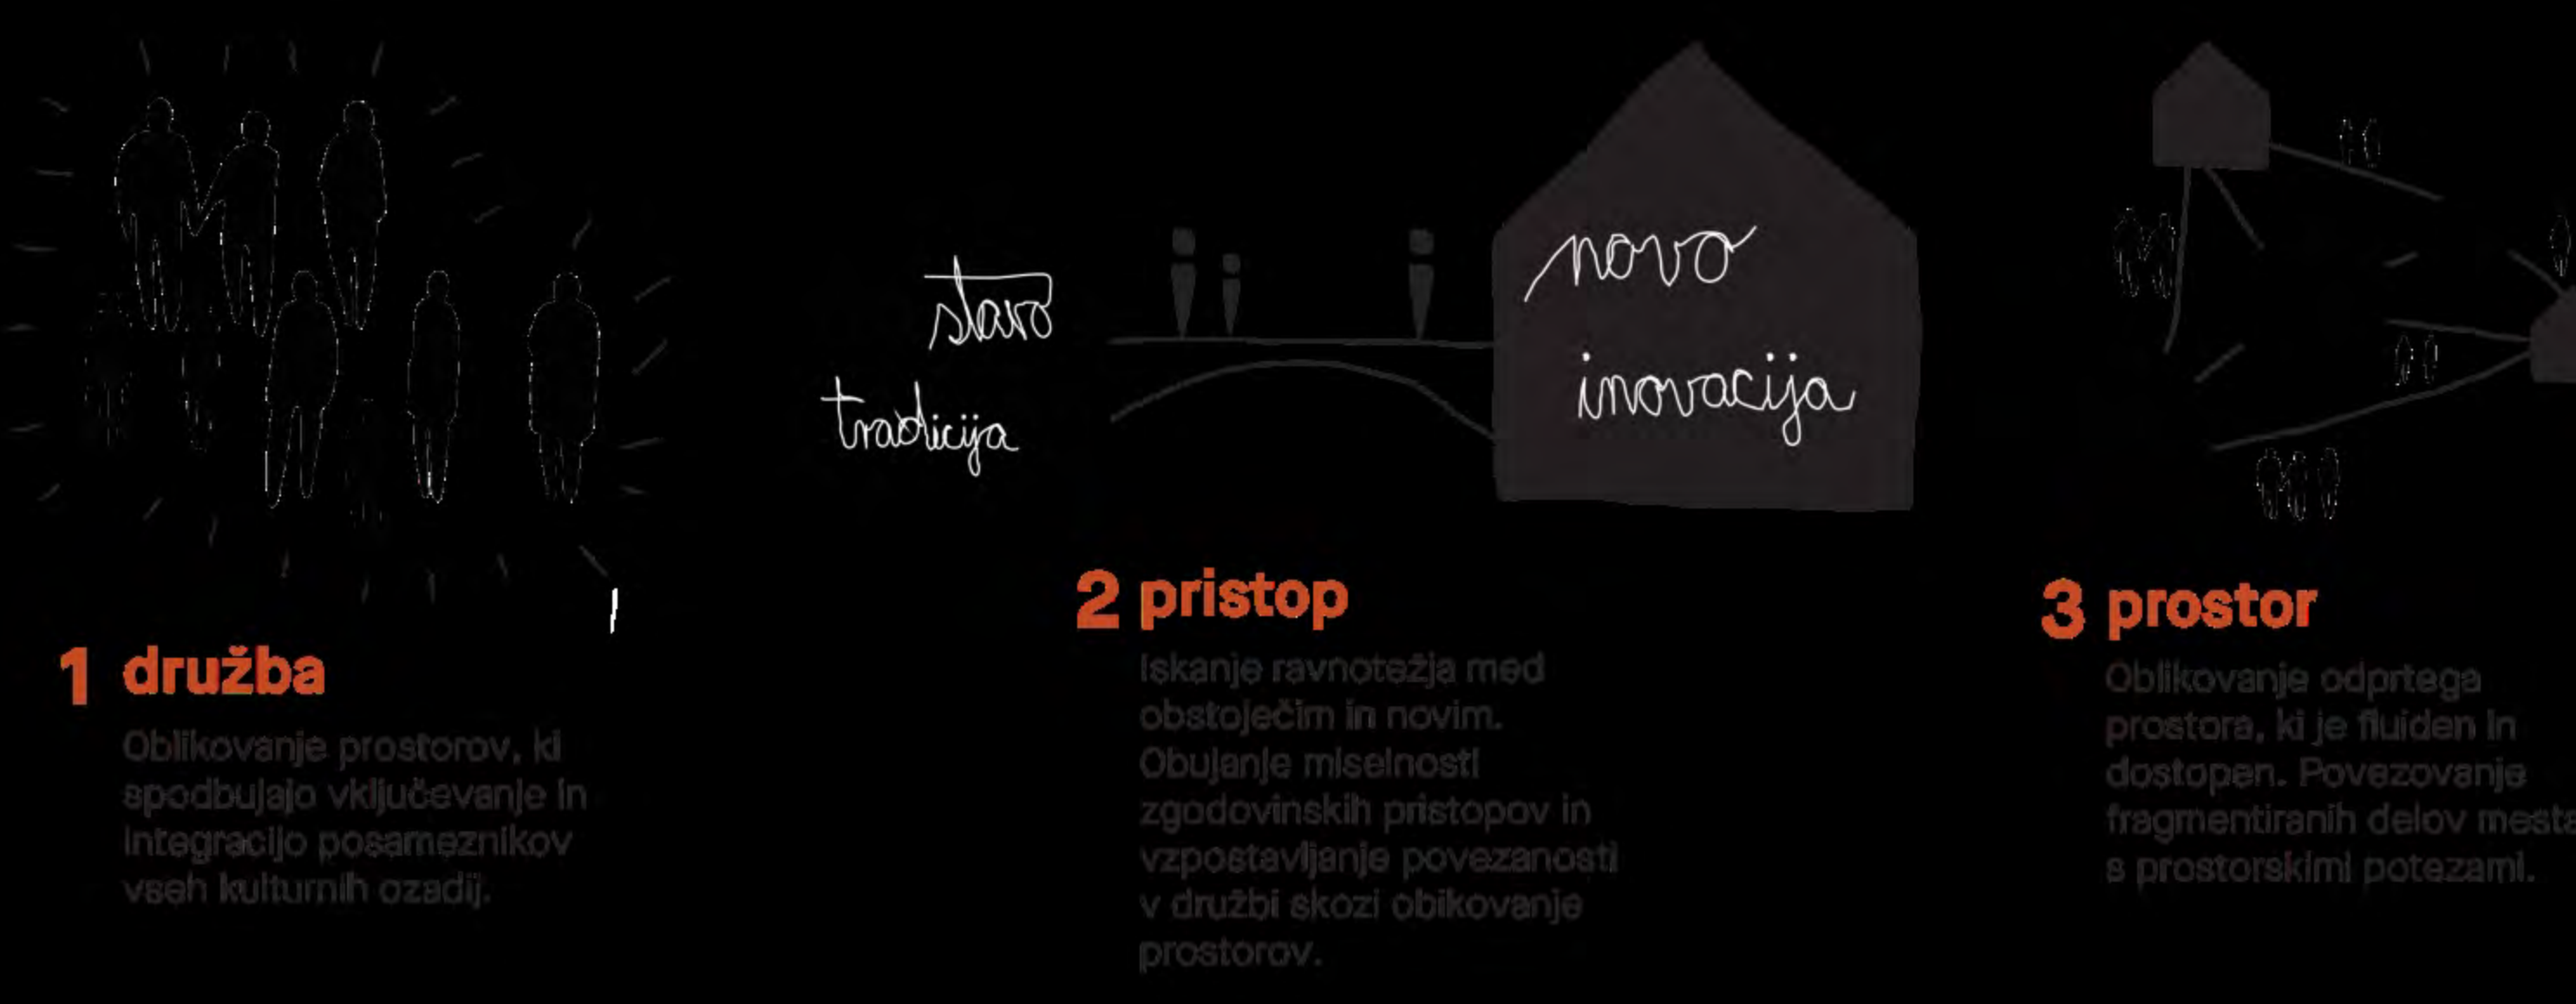 staro
tradicija
novo
inovacija
1 družba
Oblikovanje prostorov, ki
spodbujajo vključevanje in
integracijo posameznikov
vseh kulturnih ozadij.
2 pristop
Iskanje ravnotežja med
obstoječim in novim.
Obujanje miselnosti
zgodovinskih pristopov in
vzpostavljanje povezanosti
v družbi skozi obikovanje
prostorov.
3 prostor
Oblikovanje odprtega
prostora, ki je fluiden in
dostopen. Povezovanje
fragmentiranih delov mesta
s prostorskimi potezami.